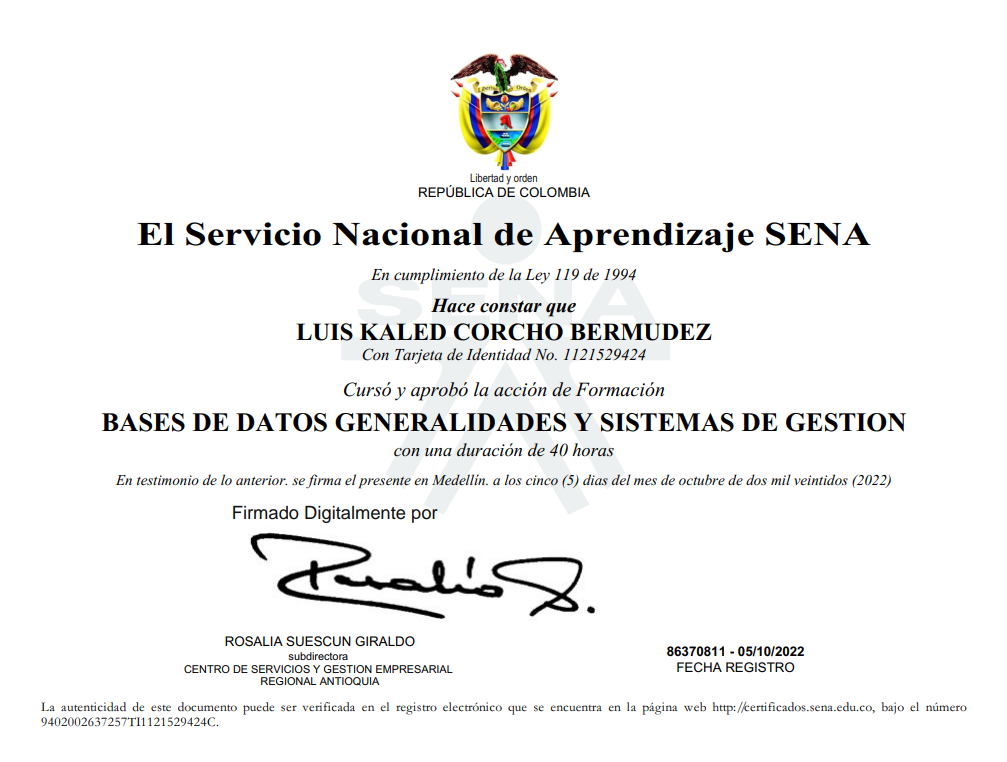 Libertad y Orden
Libertad y orden
REPÚBLICA DE COLOMBIA
El Servicio Nacional de Aprendizaje SENA
En cumplimiento de la Ley 119 de 1994
SENA
Hace constar que
LUIS KALED CORCHO BERMUDEZ
Con Tarjeta de Identidad No. 1121529424
Cursó y aprobó la acción de Formación
BASES DE DATOS GENERALIDADES Y SISTEMAS DE GESTION
con una duración de 40 horas
En testimonio de lo anterior. se firma el presente en Medellín. a los cinco (5) dias del mes de octubre de dos mil veintidos (2022)
Firmado Digitalmente por
Rosalía S.
ROSALIA SUESCUN GIRALDO
subdirectora
CENTRO DE SERVICIOS Y GESTION EMPRESARIAL
REGIONAL ANTIOQUIA
86370811 - 05/10/2022
FECHA REGISTRO
La autenticidad de este documento puede ser verificada en el registro electrónico que se encuentra en la página web http://certificados.sena.edu.co, bajo el número
9402002637257TI1121529424C.